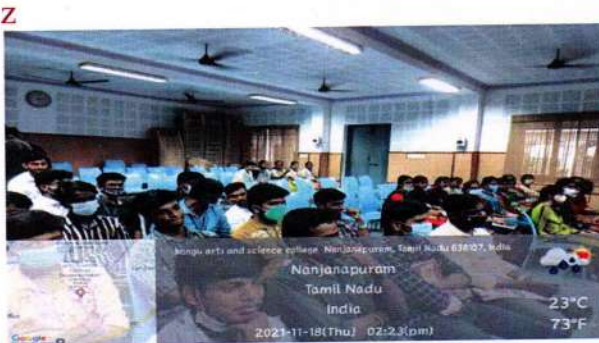 Z
kongu arts and science college, Nanjanapuram, Tamil Nadu 638107, India
Nanjanapuram
Tamil Nadu
India
23°C
2021-11-18(Thu) 02:23(pm)
73°F
Google